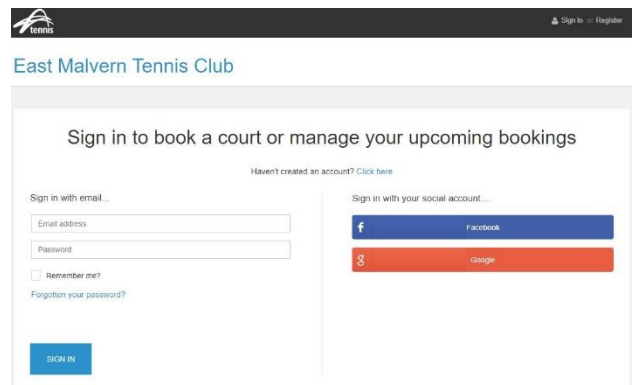 tennis
Sign In or Register
East Malvern Tennis Club
Sign in to book a court or manage your upcoming bookings
Haven't created an account? Click here
Sign in with email...
Email address
Password
Remember me?
Forgotten your password?
SIGN IN
Sign in with your social account....
f Facebook
g Google